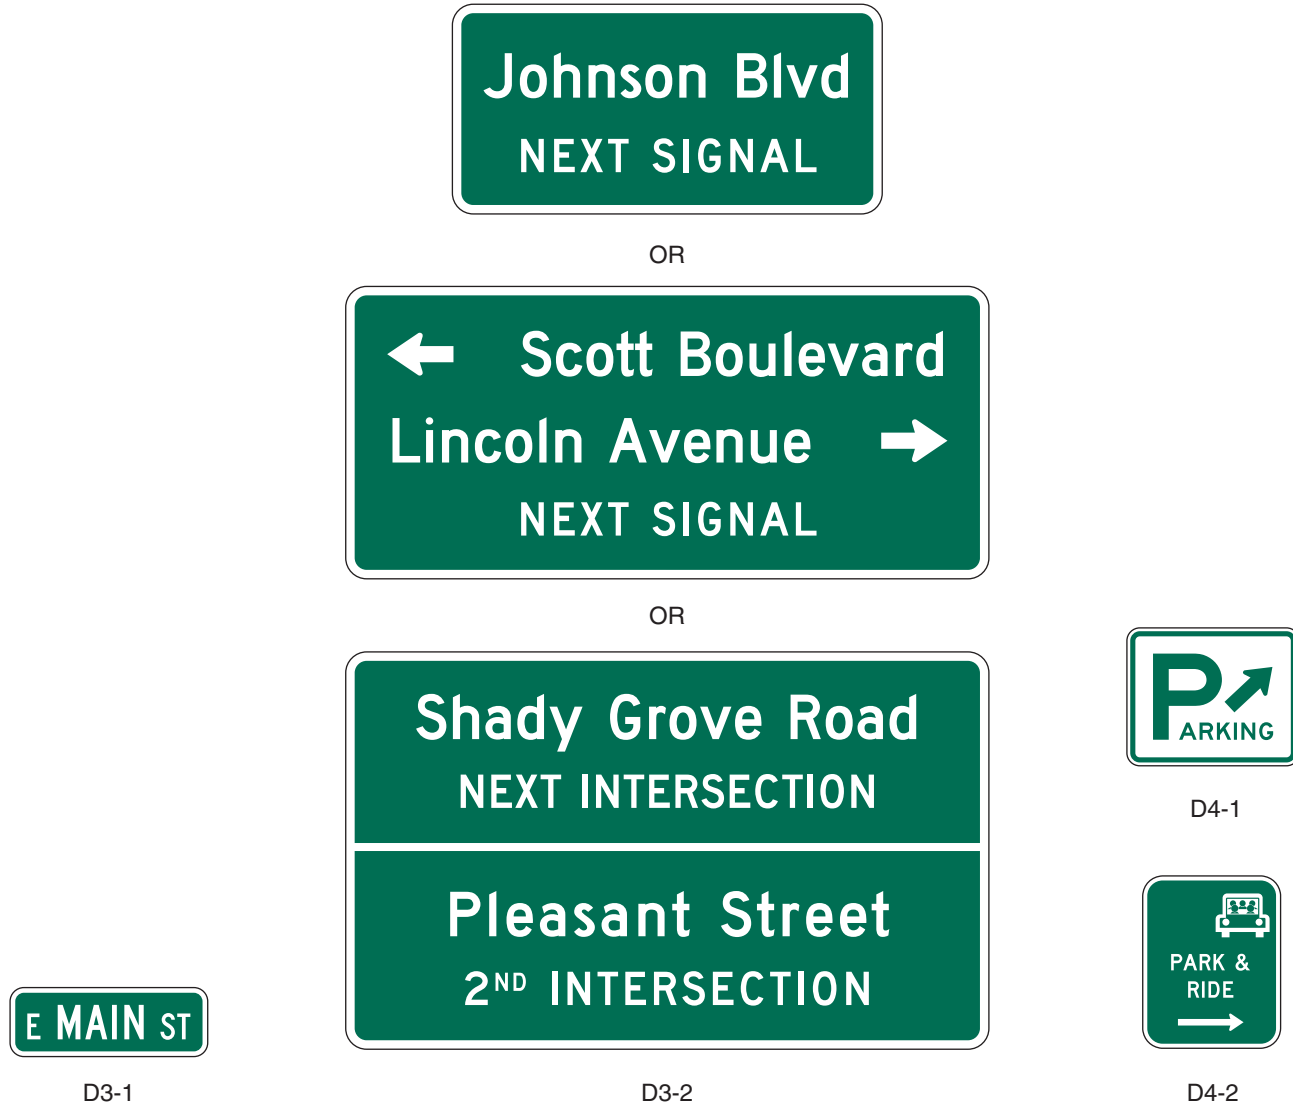 Johnson Blvd
NEXT SIGNAL
OR
Scott Boulevard
Lincoln Avenue
NEXT SIGNAL
OR
Shady Grove Road
NEXT INTERSECTION
Pleasant Street
2ND INTERSECTION
D3-2
E MAIN ST
D3-1
PARKING
D4-1
PARK &
RIDE
D4-2